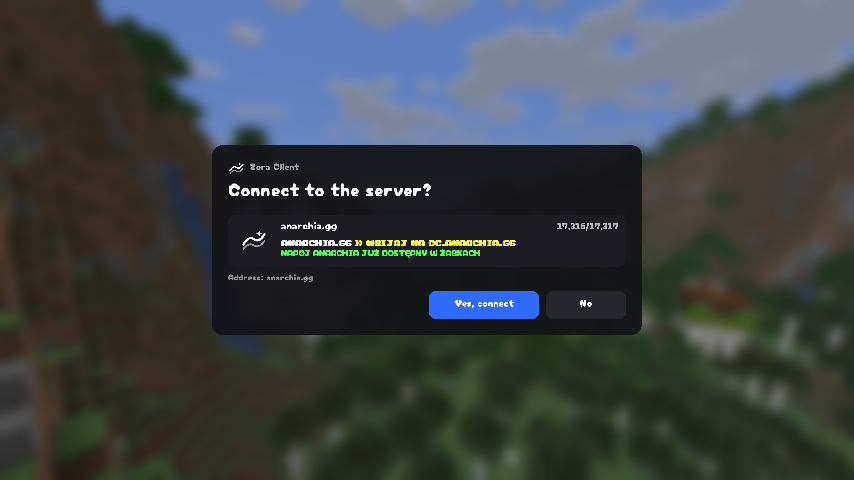 Zora Client
Connect to the server?
anarchia.gg
17,316/17,317
ANARCHIA.GG » WBIJAJ NA DC.ANARCHIA.GG
NAPÓJ ANARCHIA JUŻ DOSTĘPNY W ŻABKACH
Address: anarchia.gg
Yes, connect
No